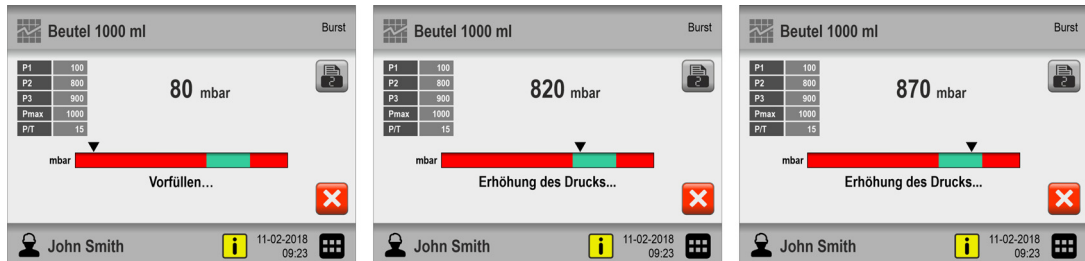 Beutel 1000 ml Burst
P1 100
P2 800
P3 900
Pmax 1000
P/T 15
80 mbar
2
mbar
Vorfüllen...
John Smith
i
11-02-2018
09:23
Beutel 1000 ml Burst
P1 100
P2 800
P3 900
Pmax 1000
P/T 15
820 mbar
2
mbar
Erhöhung des Drucks...
John Smith
i
11-02-2018
09:23
Beutel 1000 ml Burst
P1 100
P2 800
P3 900
Pmax 1000
P/T 15
870 mbar
2
mbar
Erhöhung des Drucks...
John Smith
i
11-02-2018
09:23